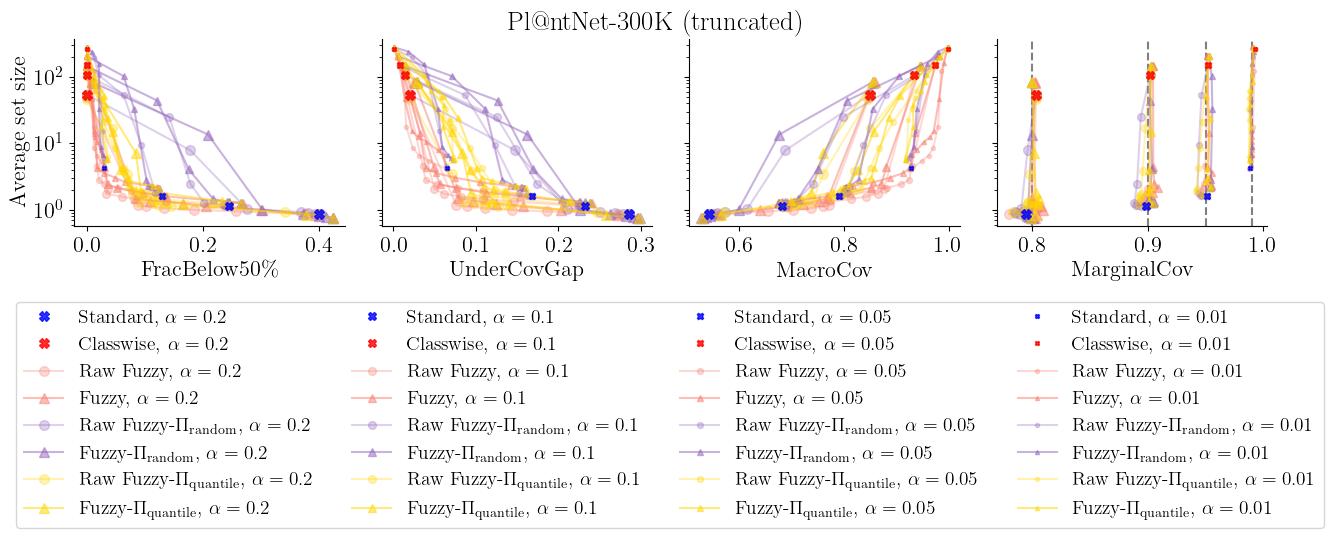 Pl@ntNet-300K (truncated)
Average set size
10² 10¹ 10⁰
0.0 0.2 0.4 0.0 0.1 0.2 0.3 0.6 0.8 1.0 0.8 0.9 1.0
FracBelow50% UnderCovGap MacroCov MarginalCov
Standard, α = 0.2 Standard, α = 0.1 Standard, α = 0.05 Standard, α = 0.01
Classwise, α = 0.2 Classwise, α = 0.1 Classwise, α = 0.05 Classwise, α = 0.01
Raw Fuzzy, α = 0.2 Raw Fuzzy, α = 0.1 Raw Fuzzy, α = 0.05 Raw Fuzzy, α = 0.01
Fuzzy, α = 0.2 Fuzzy, α = 0.1 Fuzzy, α = 0.05 Fuzzy, α = 0.01
Raw Fuzzy-Π_random, α = 0.2 Raw Fuzzy-Π_random, α = 0.1 Raw Fuzzy-Π_random, α = 0.05 Raw Fuzzy-Π_random, α = 0.01
Fuzzy-Π_random, α = 0.2 Fuzzy-Π_random, α = 0.1 Fuzzy-Π_random, α = 0.05 Fuzzy-Π_random, α = 0.01
Raw Fuzzy-Π_quantile, α = 0.2 Raw Fuzzy-Π_quantile, α = 0.1 Raw Fuzzy-Π_quantile, α = 0.05 Raw Fuzzy-Π_quantile, α = 0.01
Fuzzy-Π_quantile, α = 0.2 Fuzzy-Π_quantile, α = 0.1 Fuzzy-Π_quantile, α = 0.05 Fuzzy-Π_quantile, α = 0.01